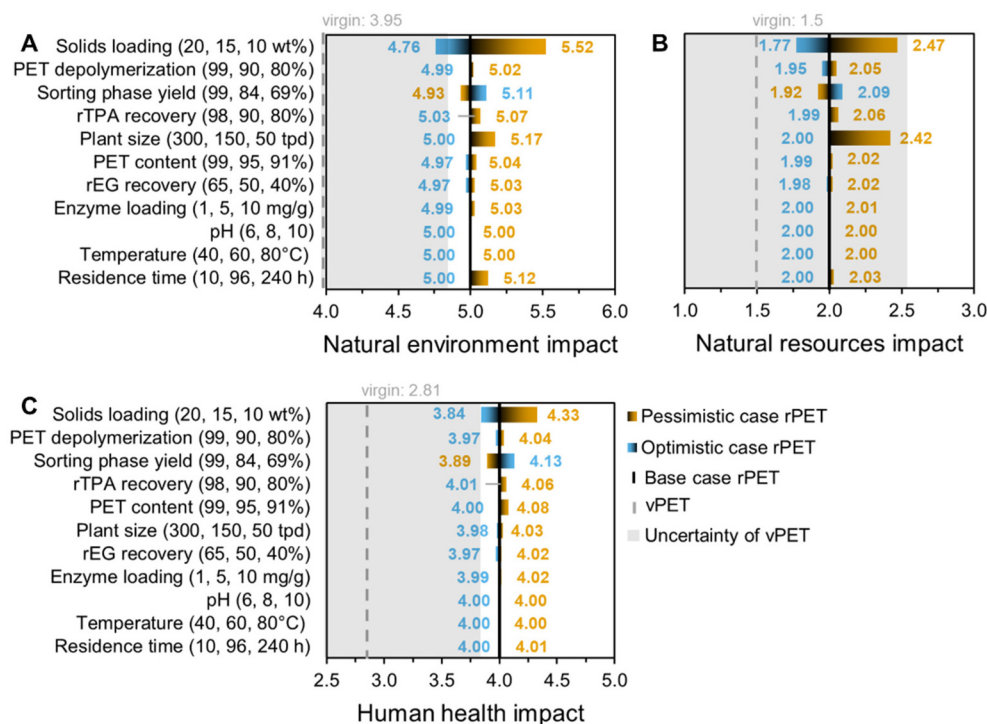 virgin: 3.95
A
Solids loading (20, 15, 10 wt%) 4.76 5.52
PET depolymerization (99, 90, 80%) 4.99 5.02
Sorting phase yield (99, 84, 69%) 4.93 5.11
rTPA recovery (98, 90, 80%) 5.03 5.07
Plant size (300, 150, 50 tpd) 5.00 5.17
PET content (99, 95, 91%) 4.97 5.04
rEG recovery (65, 50, 40%) 4.97 5.03
Enzyme loading (1, 5, 10 mg/g) 4.99 5.03
pH (6, 8, 10) 5.00 5.00
Temperature (40, 60, 80°C) 5.00 5.00
Residence time (10, 96, 240 h) 5.00 5.12
4.0 4.5 5.0 5.5 6.0
Natural environment impact
virgin: 1.5
B
1.77 2.47
1.95 2.05
1.92 2.09
1.99 2.06
2.00 2.42
1.99 2.02
1.98 2.02
2.00 2.01
2.00 2.00
2.00 2.00
2.00 2.03
1.0 1.5 2.0 2.5 3.0
Natural resources impact
virgin: 2.81
C
Solids loading (20, 15, 10 wt%) 3.84 4.33
PET depolymerization (99, 90, 80%) 3.97 4.04
Sorting phase yield (99, 84, 69%) 3.89 4.13
rTPA recovery (98, 90, 80%) 4.01 4.06
PET content (99, 95, 91%) 4.00 4.08
Plant size (300, 150, 50 tpd) 3.98 4.03
rEG recovery (65, 50, 40%) 3.97 4.02
Enzyme loading (1, 5, 10 mg/g) 3.99 4.02
pH (6, 8, 10) 4.00 4.00
Temperature (40, 60, 80°C) 4.00 4.00
Residence time (10, 96, 240 h) 4.00 4.01
2.5 3.0 3.5 4.0 4.5 5.0
Human health impact
Pessimistic case rPET
Optimistic case rPET
Base case rPET
vPET
Uncertainty of vPET